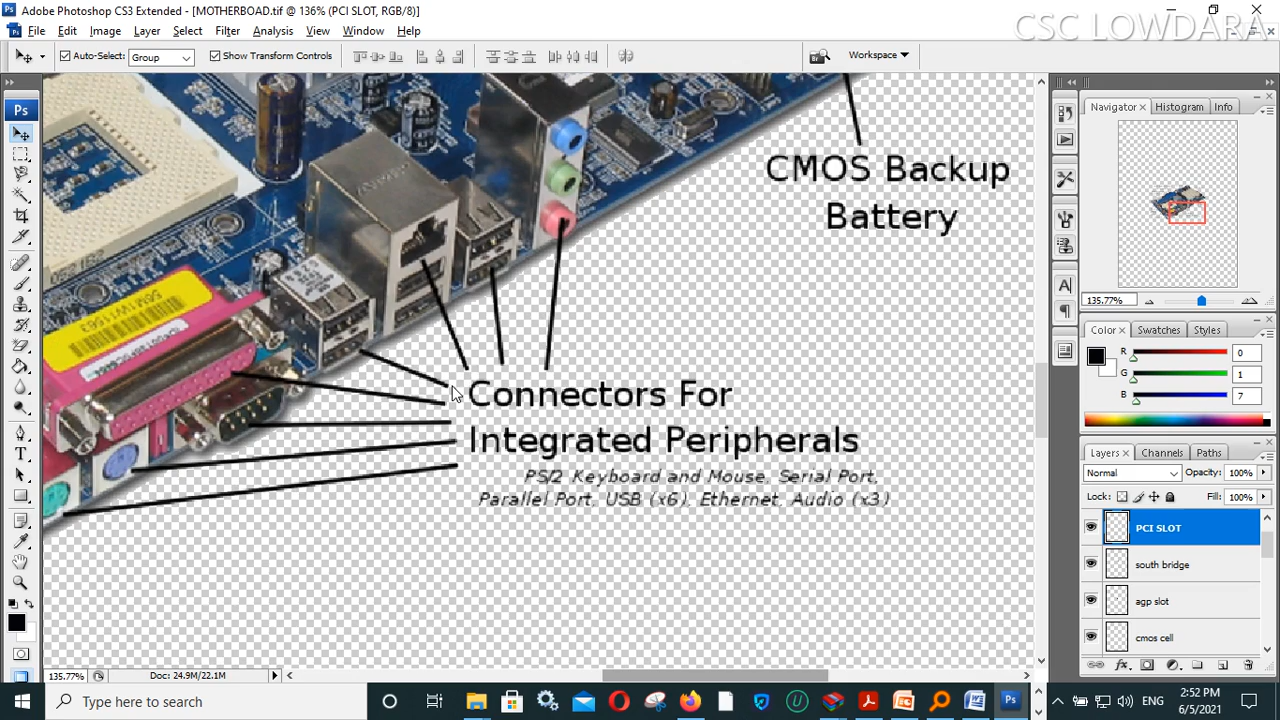 Adobe Photoshop CS3 Extended - [MOTHERBOAD.tif @ 136% (PCI SLOT, RGB/8)]
CSC LOWDARA
File Edit Image Layer Select Filter Analysis View Window Help
Auto-Select: Group Show Transform Controls Workspace
Ps
Navigator Histogram Info
135.77%
Color Swatches Styles
R 0
G 1
B 7
Layers Channels Paths
Normal Opacity: 100%
Lock: Fill: 100%
PCI SLOT
south bridge
agp slot
cmos cell
CMOS Backup
Battery
Connectors For
Integrated Peripherals
PS/2 Keyboard and Mouse, Serial Port,
Parallel Port, USB (x6), Ethernet, Audio (x3)
135.77% Doc: 24.9M/22.1M
Type here to search
ENG
2:52 PM
6/5/2021